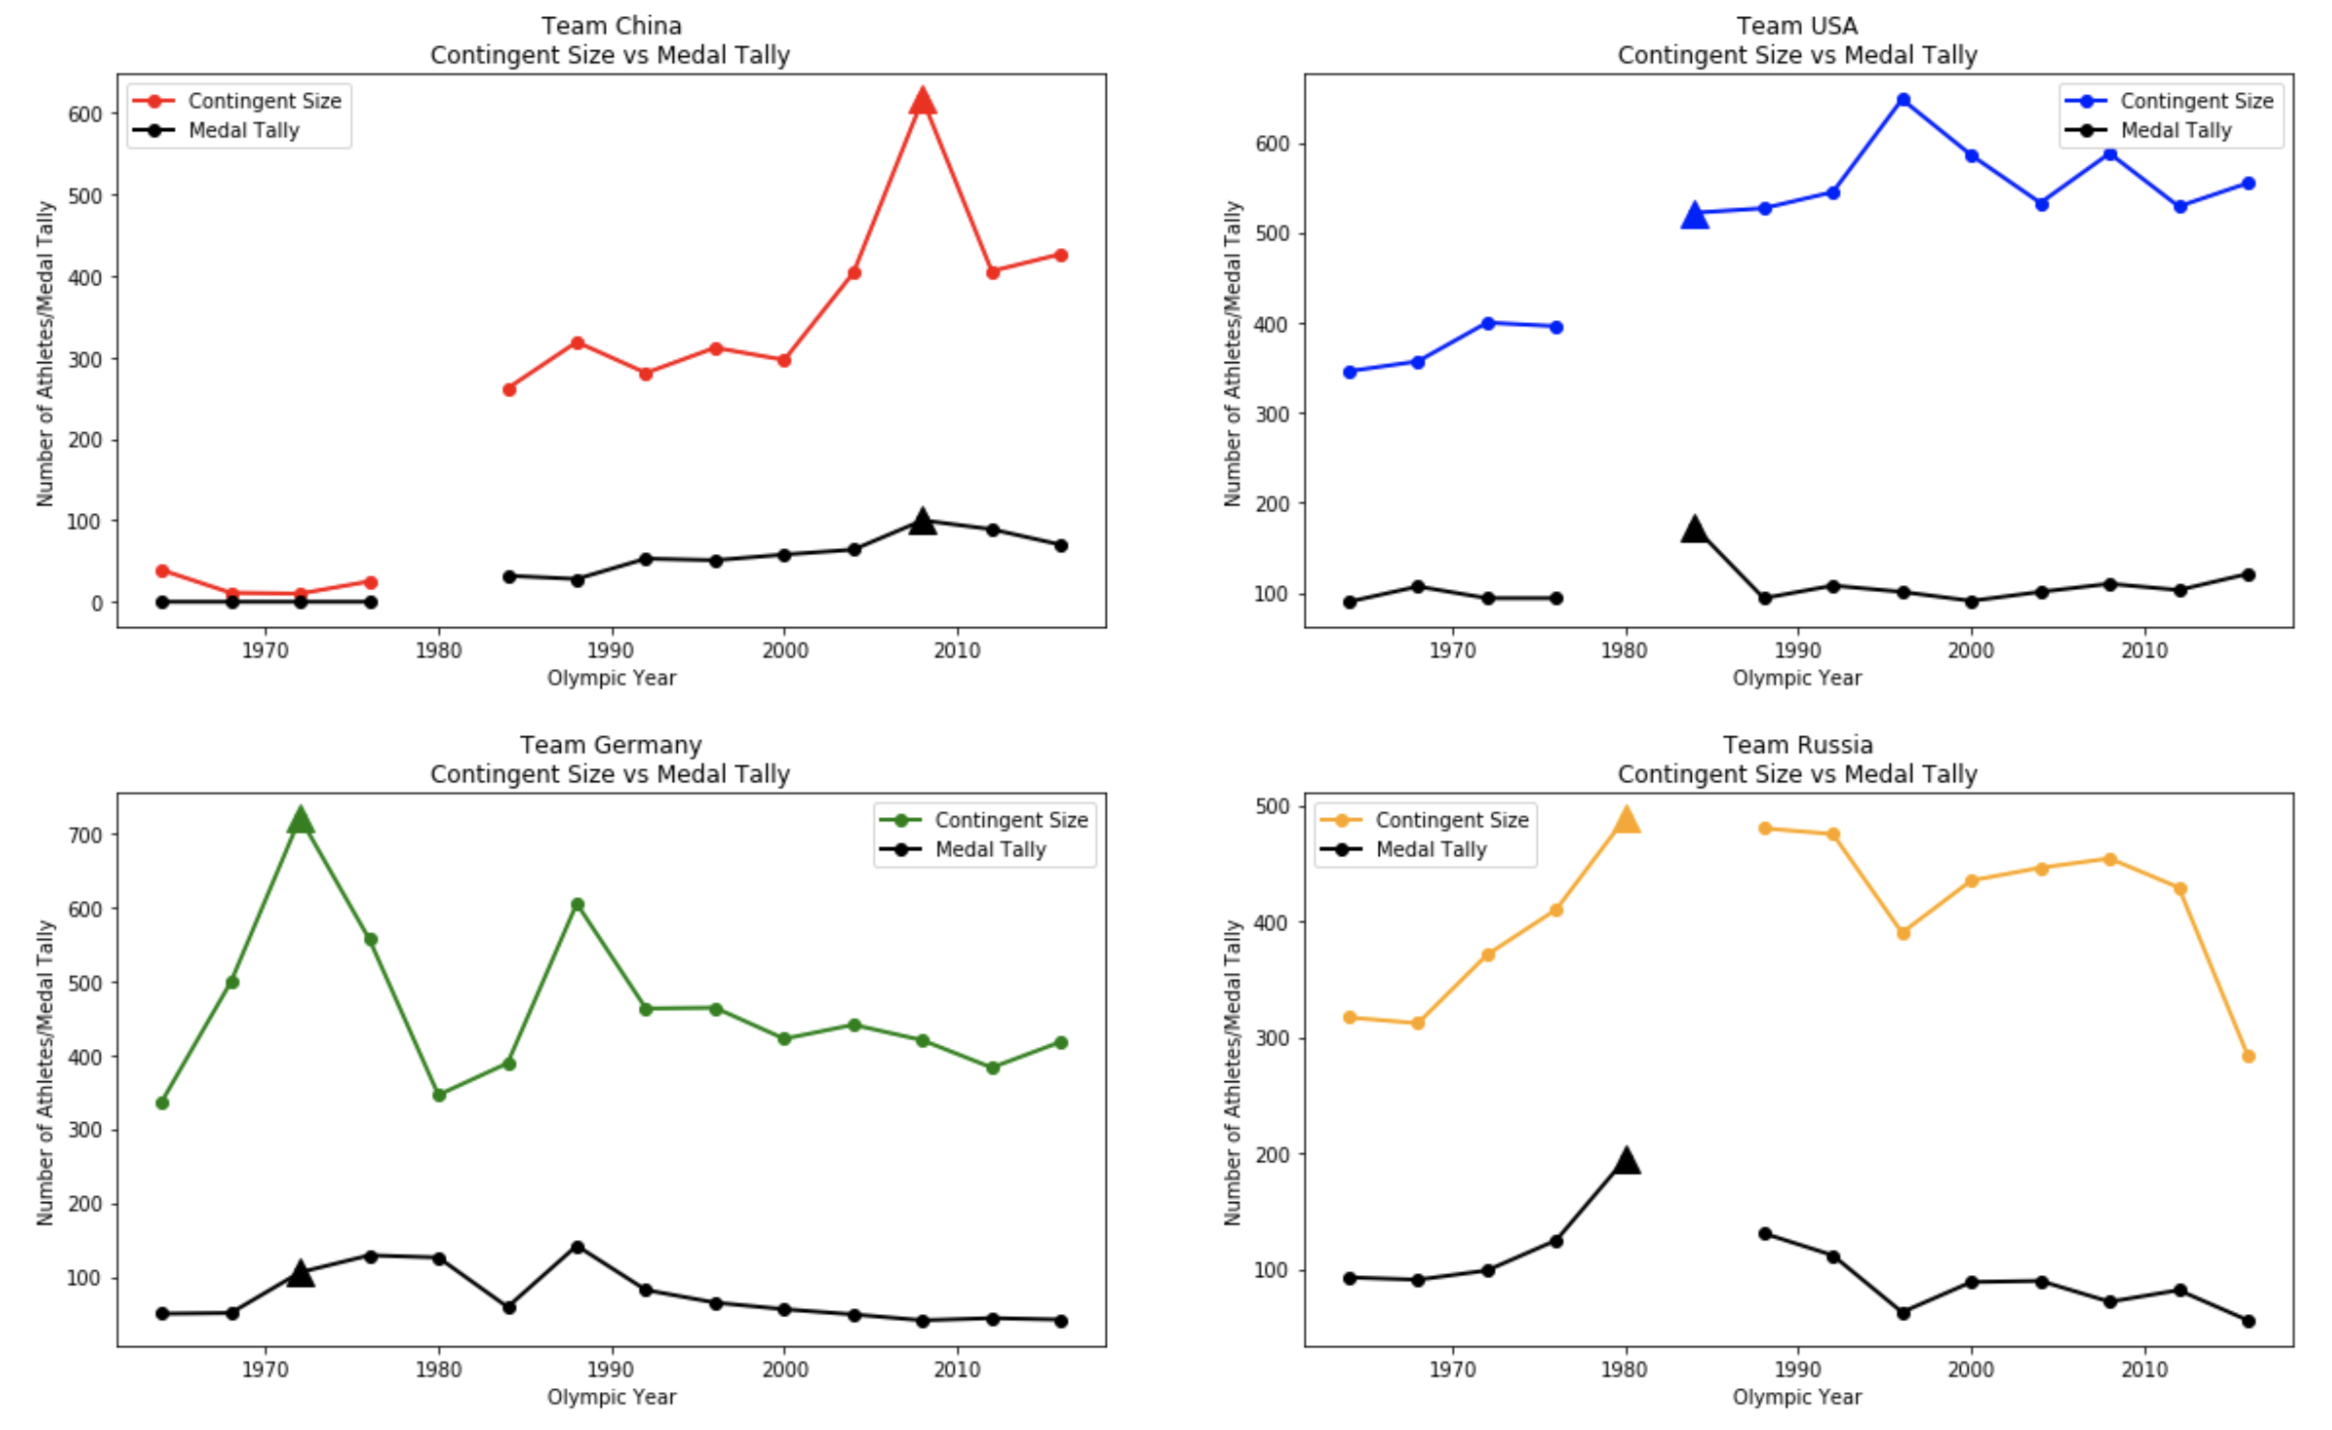 Team China
Contingent Size vs Medal Tally
Contingent Size
Medal Tally
Number of Athletes/Medal Tally
600
500
400
300
200
100
0
1970 1980 1990 2000 2010
Olympic Year
Team USA
Contingent Size vs Medal Tally
Contingent Size
Medal Tally
Number of Athletes/Medal Tally
600
500
400
300
200
100
1970 1980 1990 2000 2010
Olympic Year
Team Germany
Contingent Size vs Medal Tally
Contingent Size
Medal Tally
Number of Athletes/Medal Tally
700
600
500
400
300
200
100
1970 1980 1990 2000 2010
Olympic Year
Team Russia
Contingent Size vs Medal Tally
Contingent Size
Medal Tally
Number of Athletes/Medal Tally
500
400
300
200
100
1970 1980 1990 2000 2010
Olympic Year